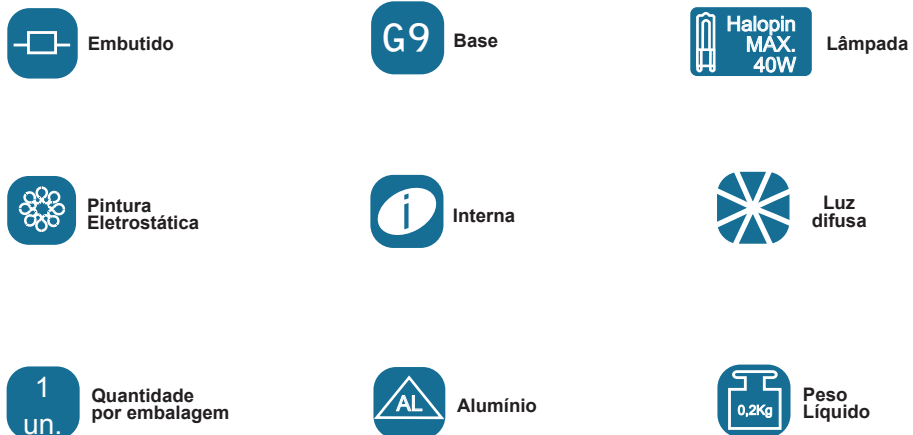 Embutido
G9
Base
Halopin
MÁX.
40W
Lâmpada
Pintura
Eletrostática
i
Interna
Luz
difusa
1
un.
Quantidade
por embalagem
AL
Alumínio
0,2Kg
Peso
Líquido